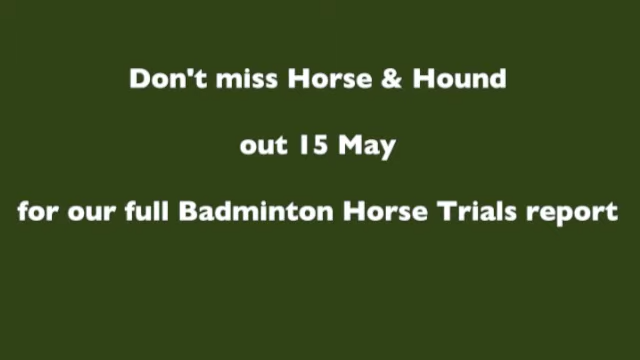 Don't miss Horse & Hound
out 15 May
for our full Badminton Horse Trials report